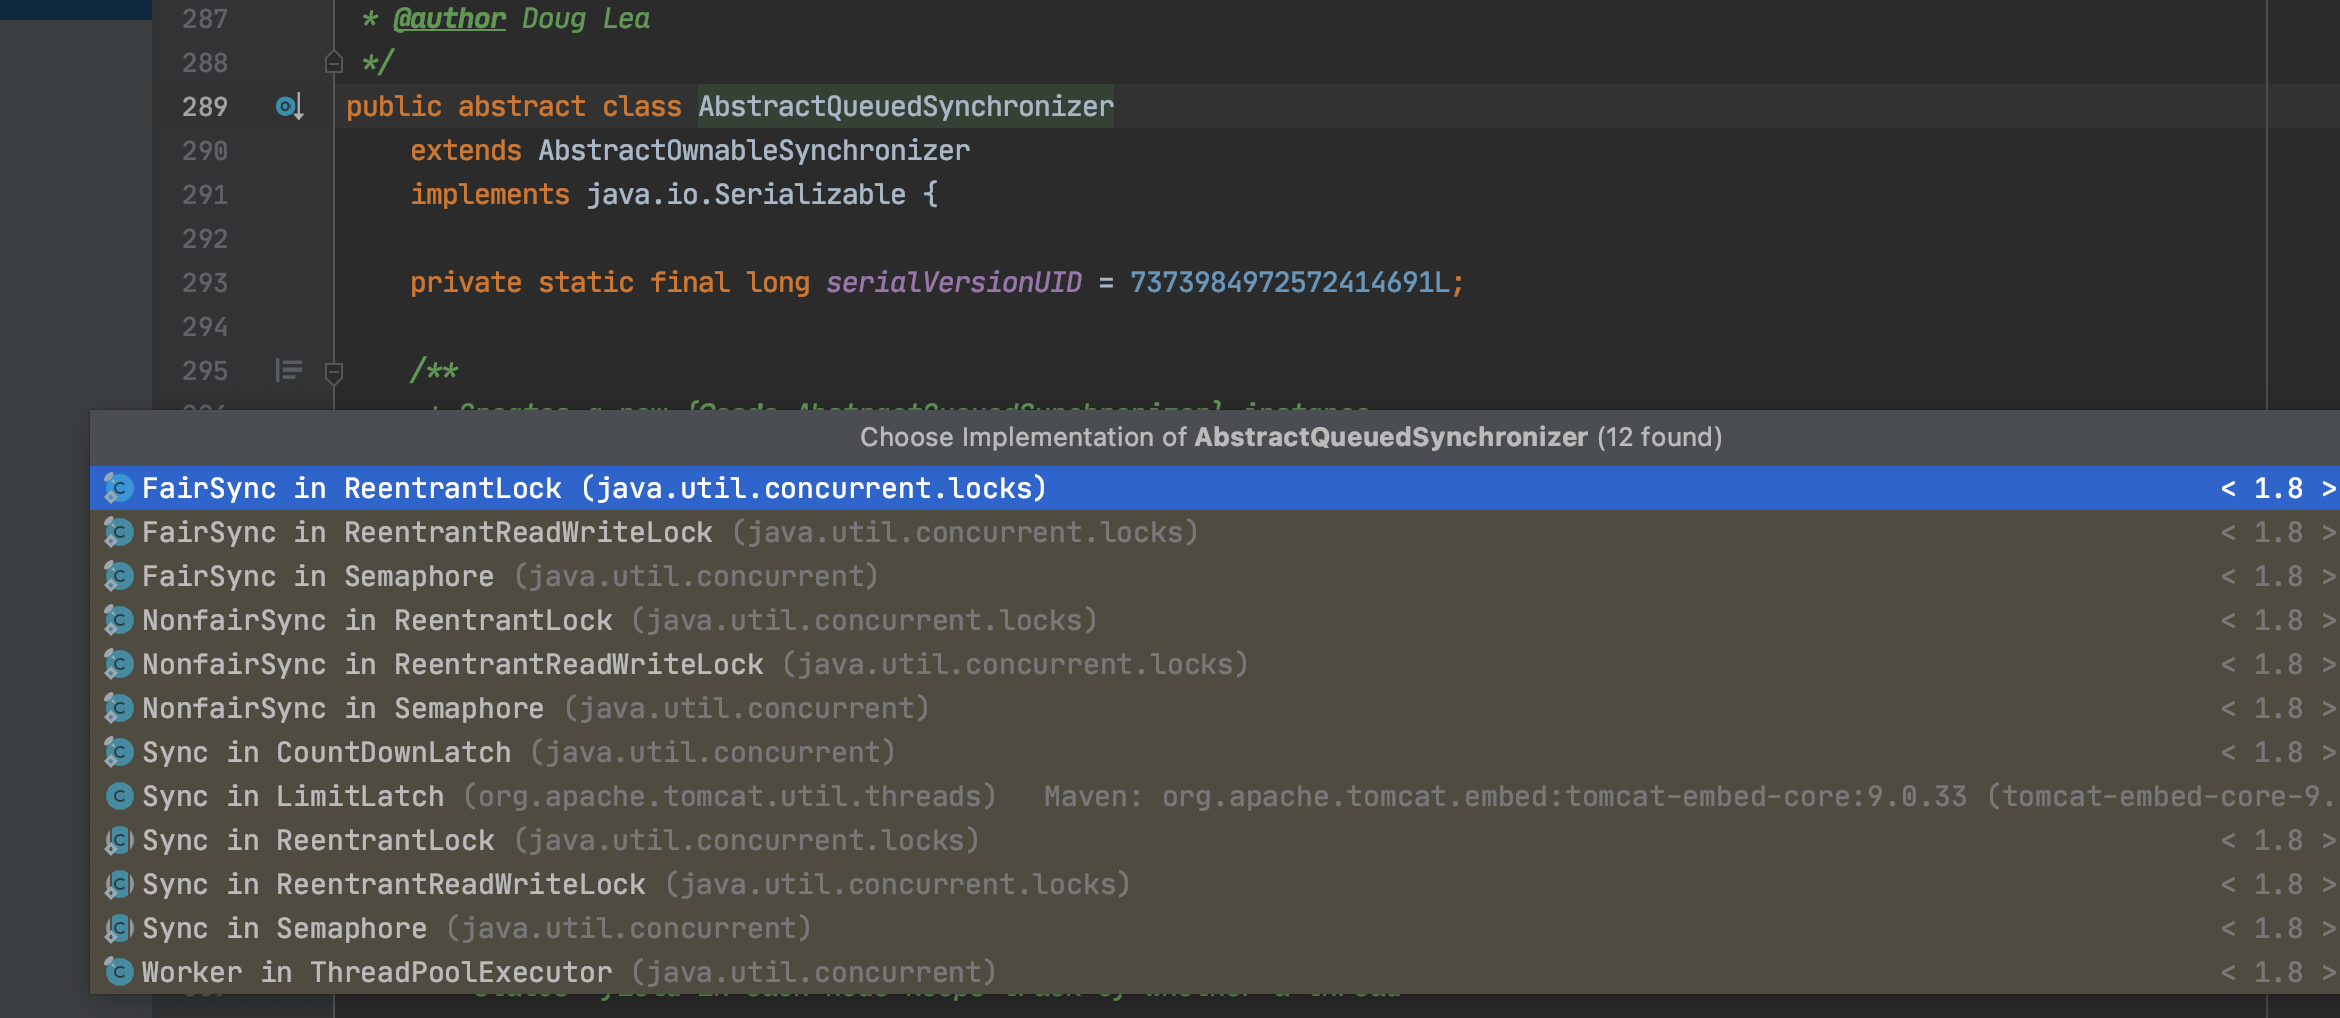 287 * @author Doug Lea
288 */
289 public abstract class AbstractQueuedSynchronizer
290 extends AbstractOwnableSynchronizer
291 implements java.io.Serializable {
292
293 private static final long serialVersionUID = 7373984972572414691L;
294
295 /**
* Creates a new {@code AbstractQueuedSynchronizer} instance
Choose Implementation of AbstractQueuedSynchronizer (12 found)
FairSync in ReentrantLock (java.util.concurrent.locks) < 1.8 >
FairSync in ReentrantReadWriteLock (java.util.concurrent.locks) < 1.8 >
FairSync in Semaphore (java.util.concurrent) < 1.8 >
NonfairSync in ReentrantLock (java.util.concurrent.locks) < 1.8 >
NonfairSync in ReentrantReadWriteLock (java.util.concurrent.locks) < 1.8 >
NonfairSync in Semaphore (java.util.concurrent) < 1.8 >
Sync in CountDownLatch (java.util.concurrent) < 1.8 >
Sync in LimitLatch (org.apache.tomcat.util.threads) Maven: org.apache.tomcat.embed:tomcat-embed-core:9.0.33 (tomcat-embed-core-9.
Sync in ReentrantLock (java.util.concurrent.locks) < 1.8 >
Sync in ReentrantReadWriteLock (java.util.concurrent.locks) < 1.8 >
Sync in Semaphore (java.util.concurrent) < 1.8 >
Worker in ThreadPoolExecutor (java.util.concurrent) < 1.8 >